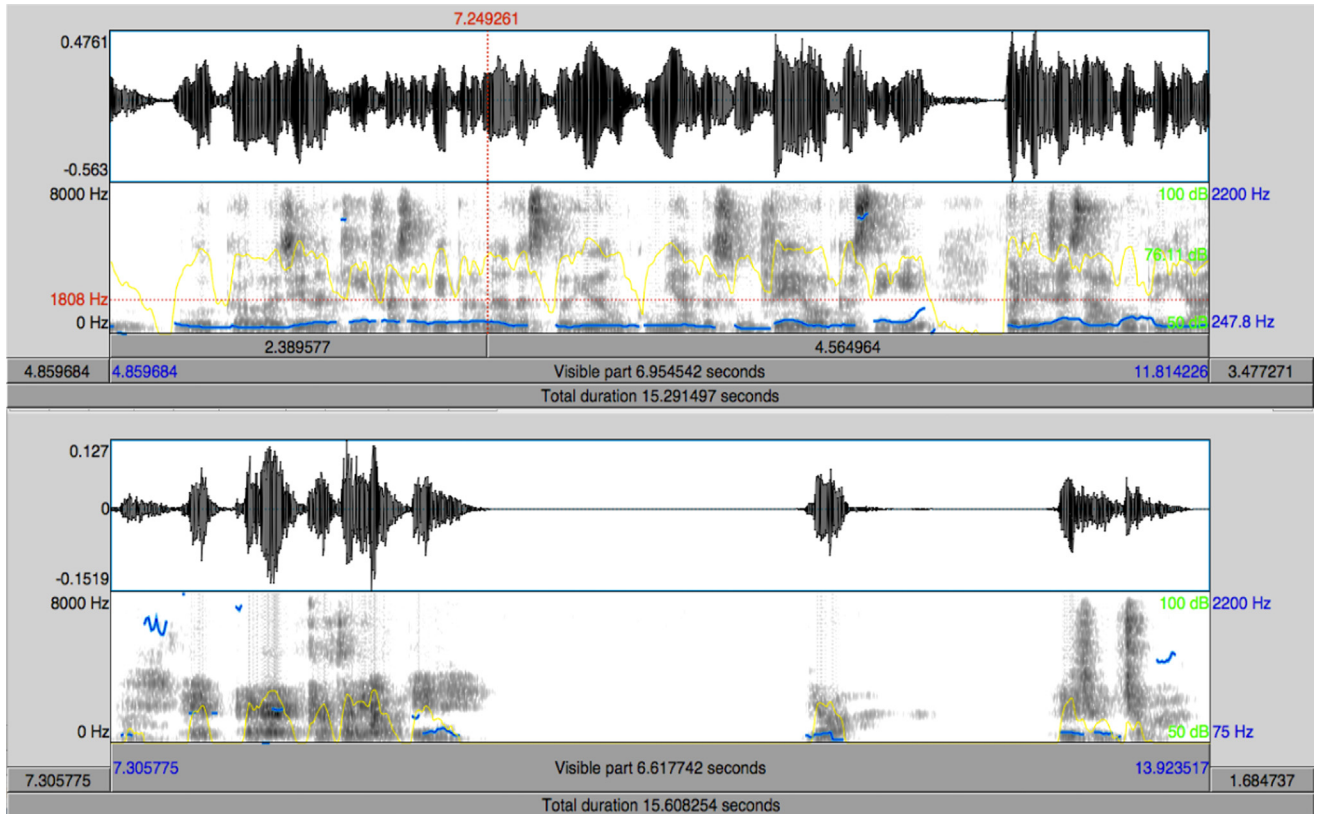 7.249261
0.4761
-0.563
8000 Hz 100 dB 2200 Hz
76.11 dB
1808 Hz
0 Hz 50 dB 247.8 Hz
2.389577 4.564964
4.859684 4.859684 Visible part 6.954542 seconds 11.814226 3.477271
Total duration 15.291497 seconds
0.127
0
-0.1519
8000 Hz 100 dB 2200 Hz
0 Hz 50 dB 75 Hz
7.305775 7.305775 Visible part 6.617742 seconds 13.923517 1.684737
Total duration 15.608254 seconds